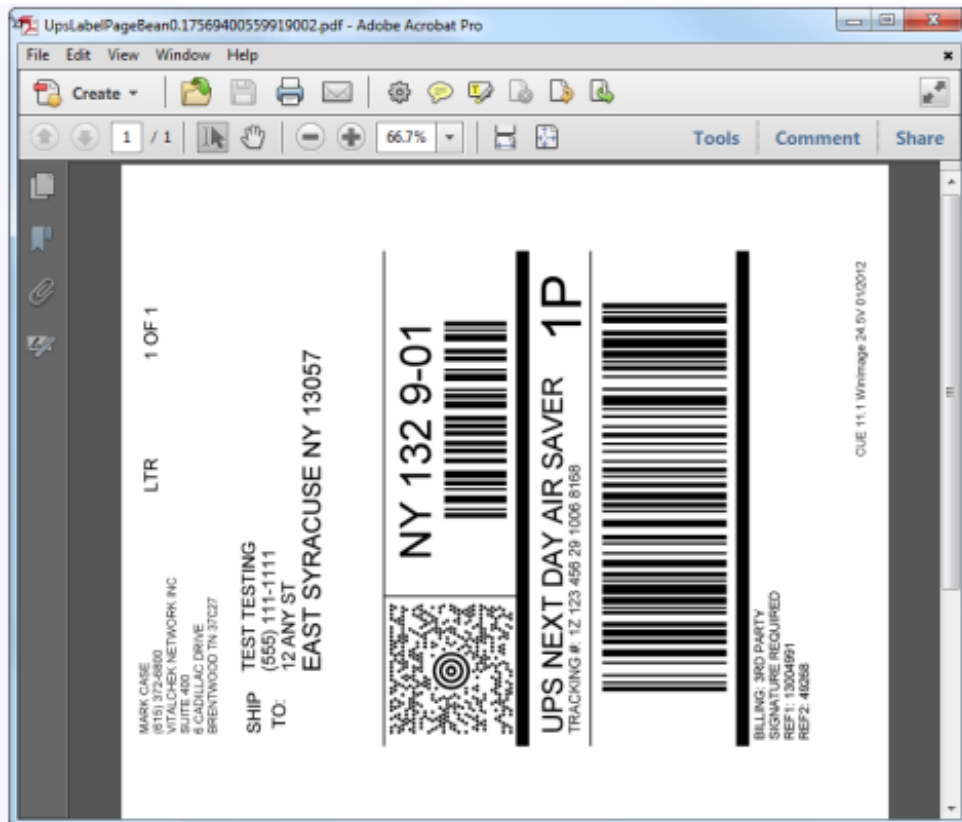 UpsLabelPageBean0.17569400559919002.pdf - Adobe Acrobat Pro
File Edit View Window Help
Create
1 / 1 66.7% Tools Comment Share
MARK CASE
(615) 372-6800
VITALCHEK NETWORK INC
SUITE 400
6 CADILLAC DRIVE
BRENTWOOD TN 37027
LTR 1 OF 1
SHIP TO:
TEST TESTING
(555) 111-1111
12 ANY ST
EAST SYRACUSE NY 13057
NY 132 9-01
UPS NEXT DAY AIR SAVER 1P
TRACKING #: 1Z 123 456 29 1006 8168
BILLING: 3RD PARTY
SIGNATURE REQUIRED
REF1: 13004991
REF2: 49268
CUE 11.1 Winimage 24.5V 01/2012